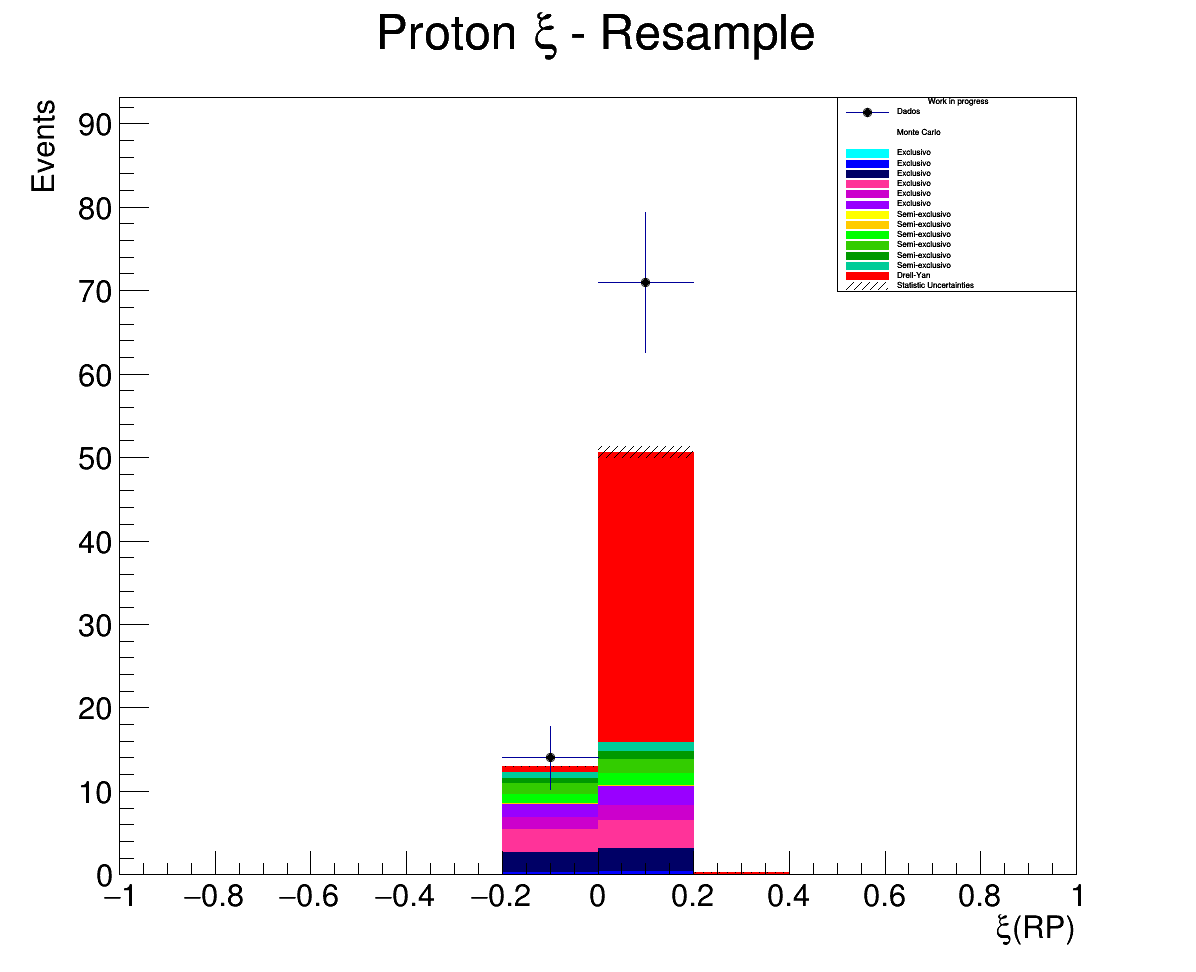 Proton ξ - Resample
Events
90
80
70
60
50
40
30
20
10
0
−1 −0.8 −0.6 −0.4 −0.2 0 0.2 0.4 0.6 0.8 1
ξ(RP)
Work in progress
Dados
Monte Carlo
Exclusivo
Exclusivo
Exclusivo
Exclusivo
Exclusivo
Exclusivo
Semi-exclusivo
Semi-exclusivo
Semi-exclusivo
Semi-exclusivo
Semi-exclusivo
Semi-exclusivo
Drell-Yan
Statistic Uncertainties